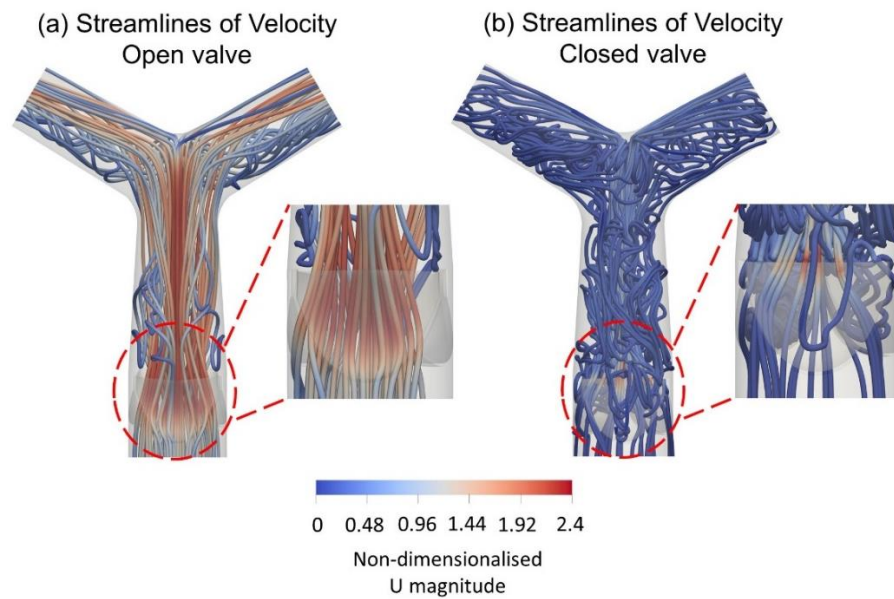 (a) Streamlines of Velocity
Open valve
(b) Streamlines of Velocity
Closed valve
0 0.48 0.96 1.44 1.92 2.4
Non-dimensionalised
U magnitude